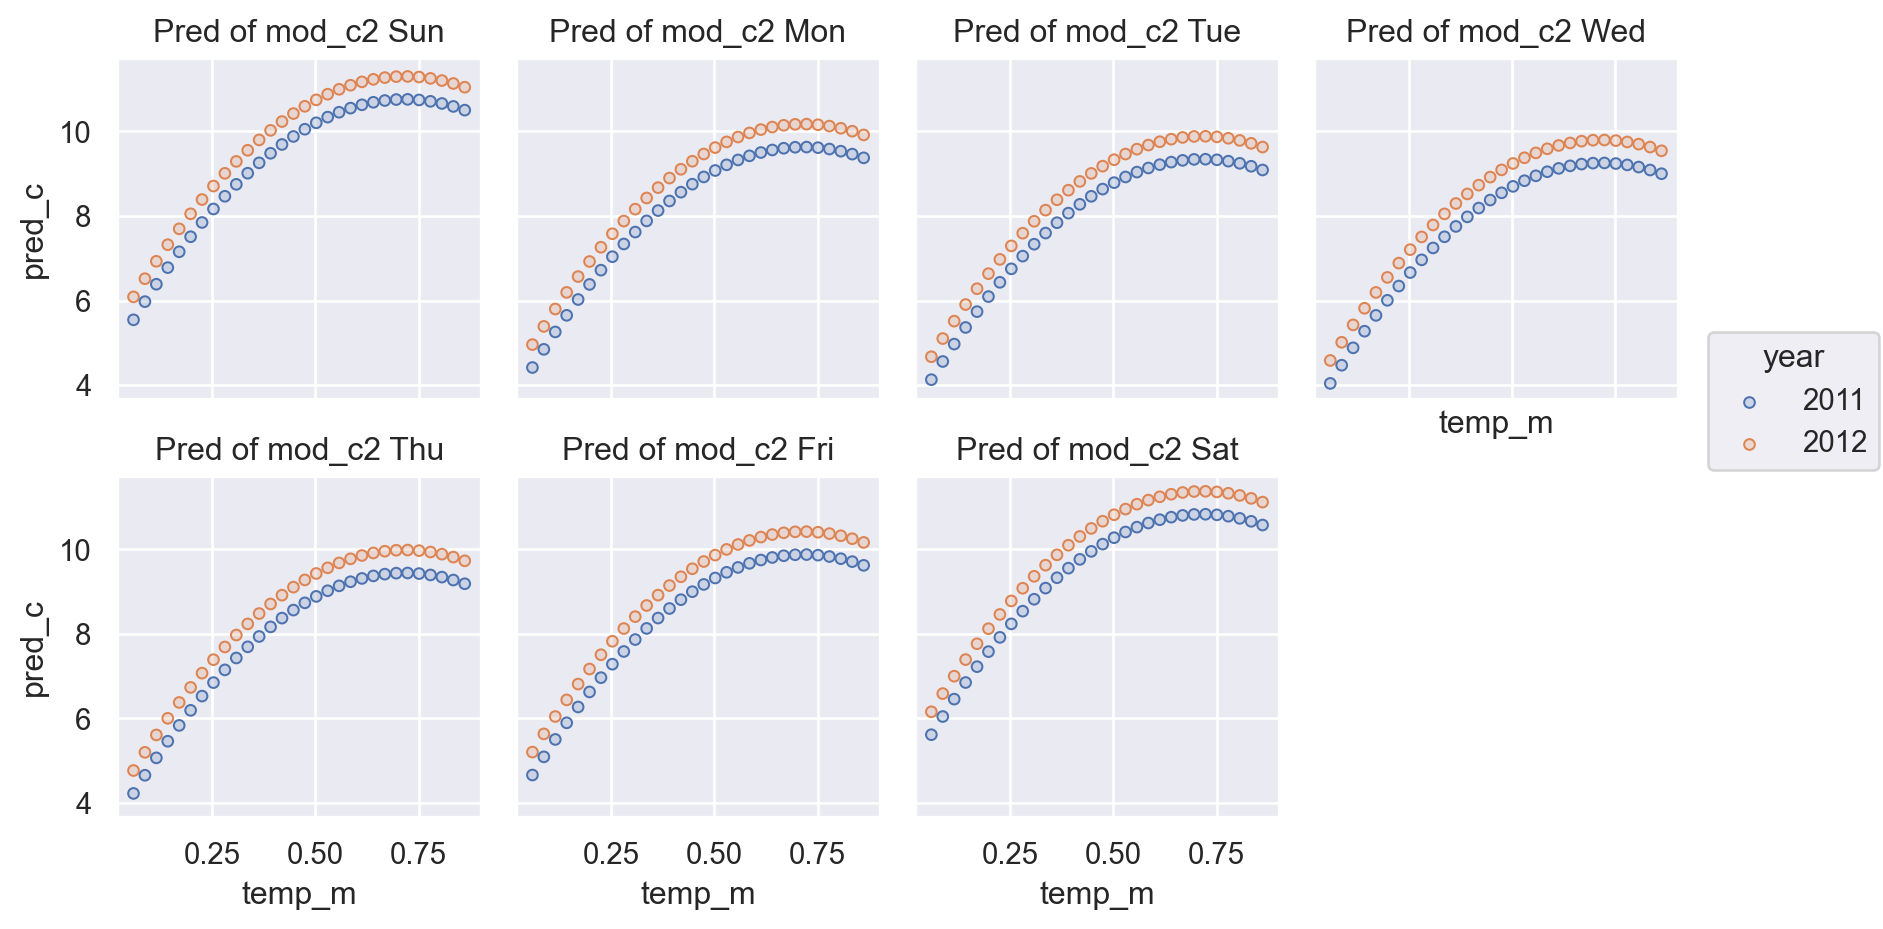 Pred of mod_c2 Sun
Pred of mod_c2 Mon
Pred of mod_c2 Tue
Pred of mod_c2 Wed
pred_c
10
8
6
4
temp_m
year
2011
2012
Pred of mod_c2 Thu
Pred of mod_c2 Fri
Pred of mod_c2 Sat
pred_c
10
8
6
4
0.25 0.50 0.75
0.25 0.50 0.75
0.25 0.50 0.75
temp_m
temp_m
temp_m